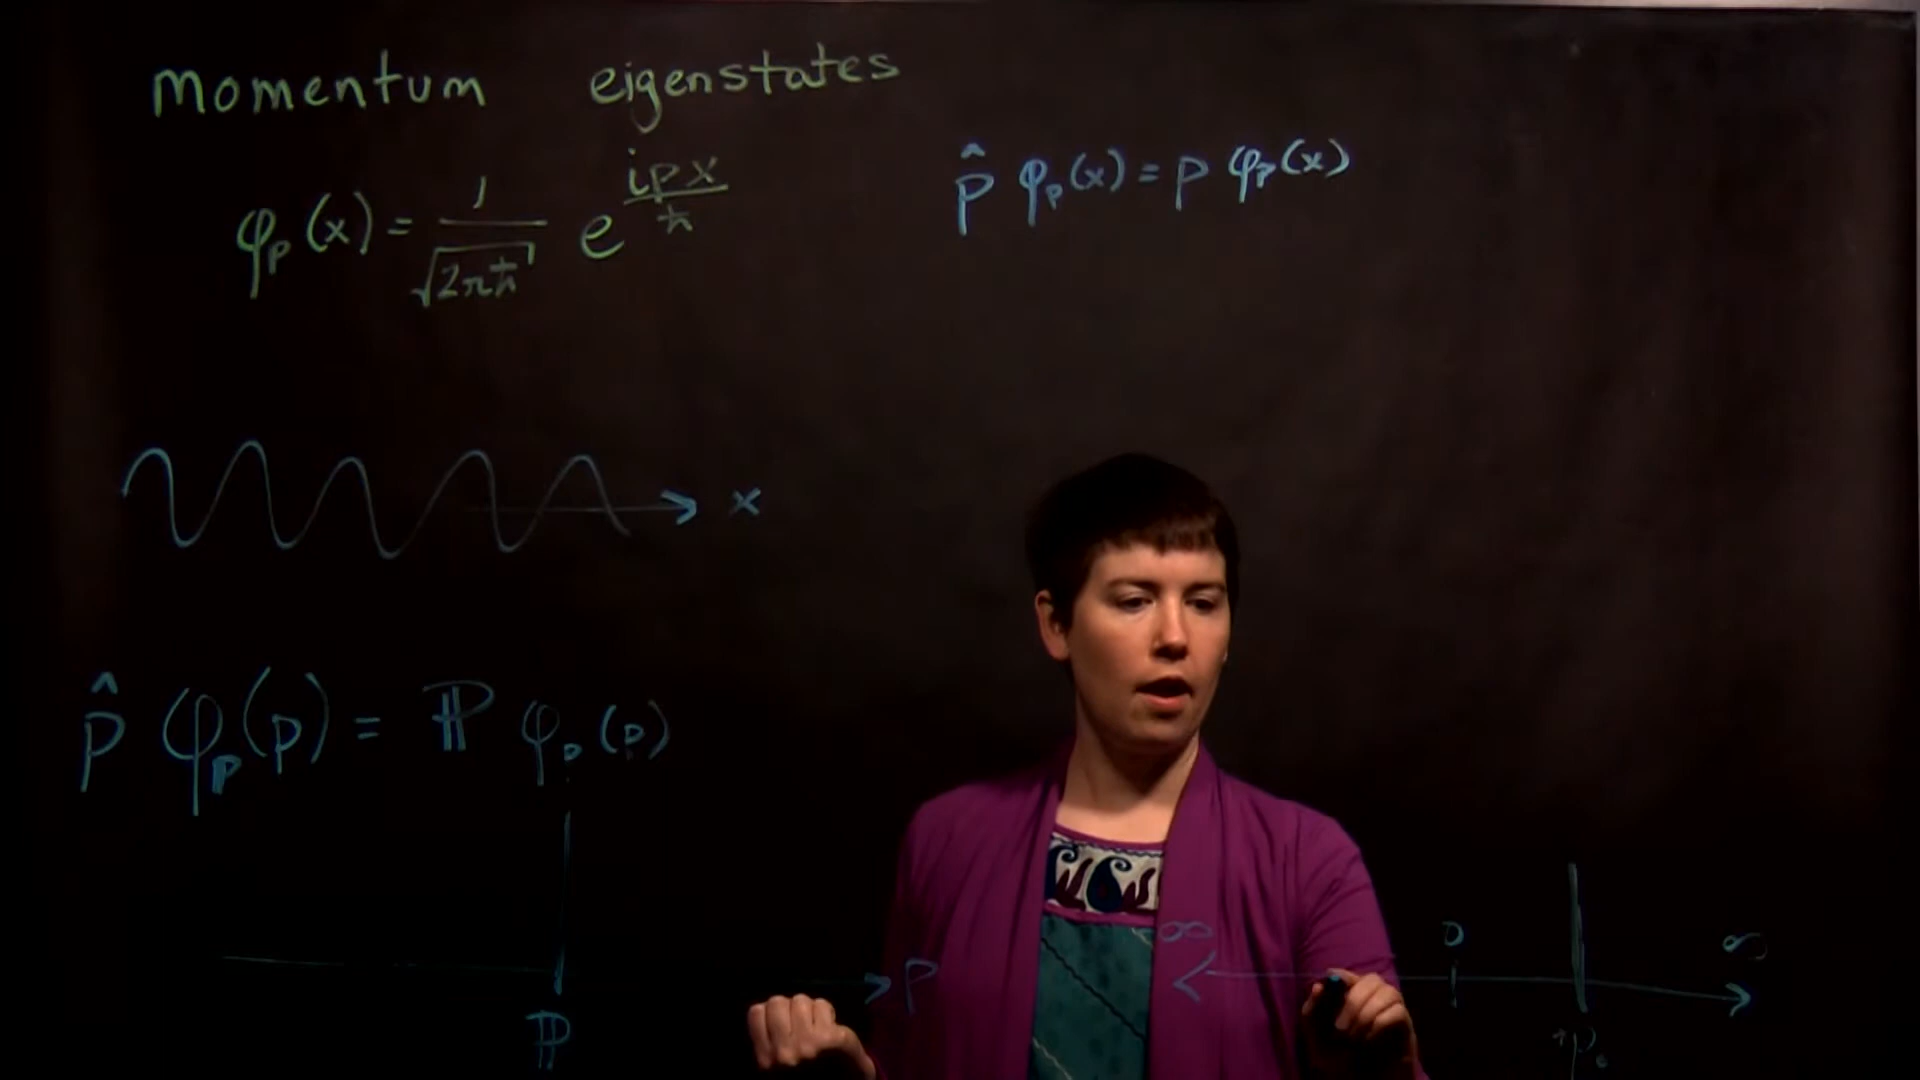 momentum eigenstates
φₚ(x) = 1/√(2πħ) e^(ipx/ħ)
p̂ φₚ(x) = p φₚ(x)
x
p̂ φₚ(p) = ℙ φₚ(p)
∞ 0 ∞
P
ℙ